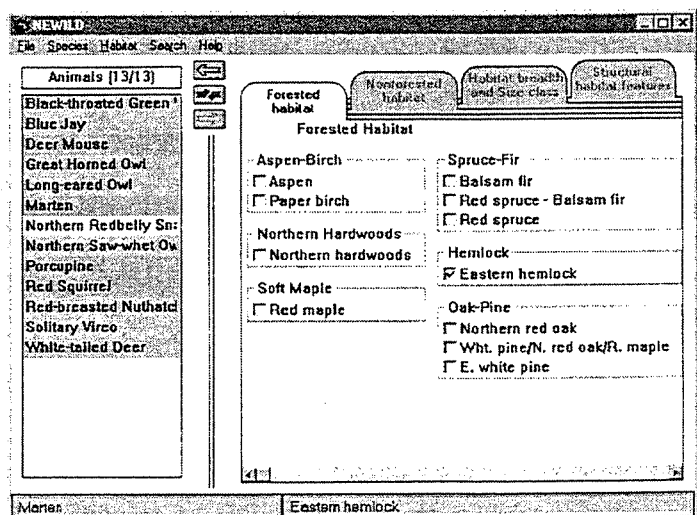 NEWILD
File Species Habitat Search Help
Animals [13/13]
Black-throated Green
Blue Jay
Deer Mouse
Great Horned Owl
Long-eared Owl
Marten
Northern Redbelly Sn
Northern Saw-whet Ow
Porcupine
Red Squirrel
Red-breasted Nuthatc
Solitary Vireo
White-tailed Deer
Forested
habitat
Nonforested
habitat
Habitat breadth
and Size class
Structural
habitat features
Forested Habitat
Aspen-Birch
Aspen
Paper birch
Northern Hardwoods
Northern hardwoods
Soft Maple
Red maple
Spruce-Fir
Balsam fir
Red spruce - Balsam fir
Red spruce
Hemlock
Eastern hemlock
Oak-Pine
Northern red oak
Wht. pine/N. red oak/R. maple
E. white pine
Marten
Eastern hemlock